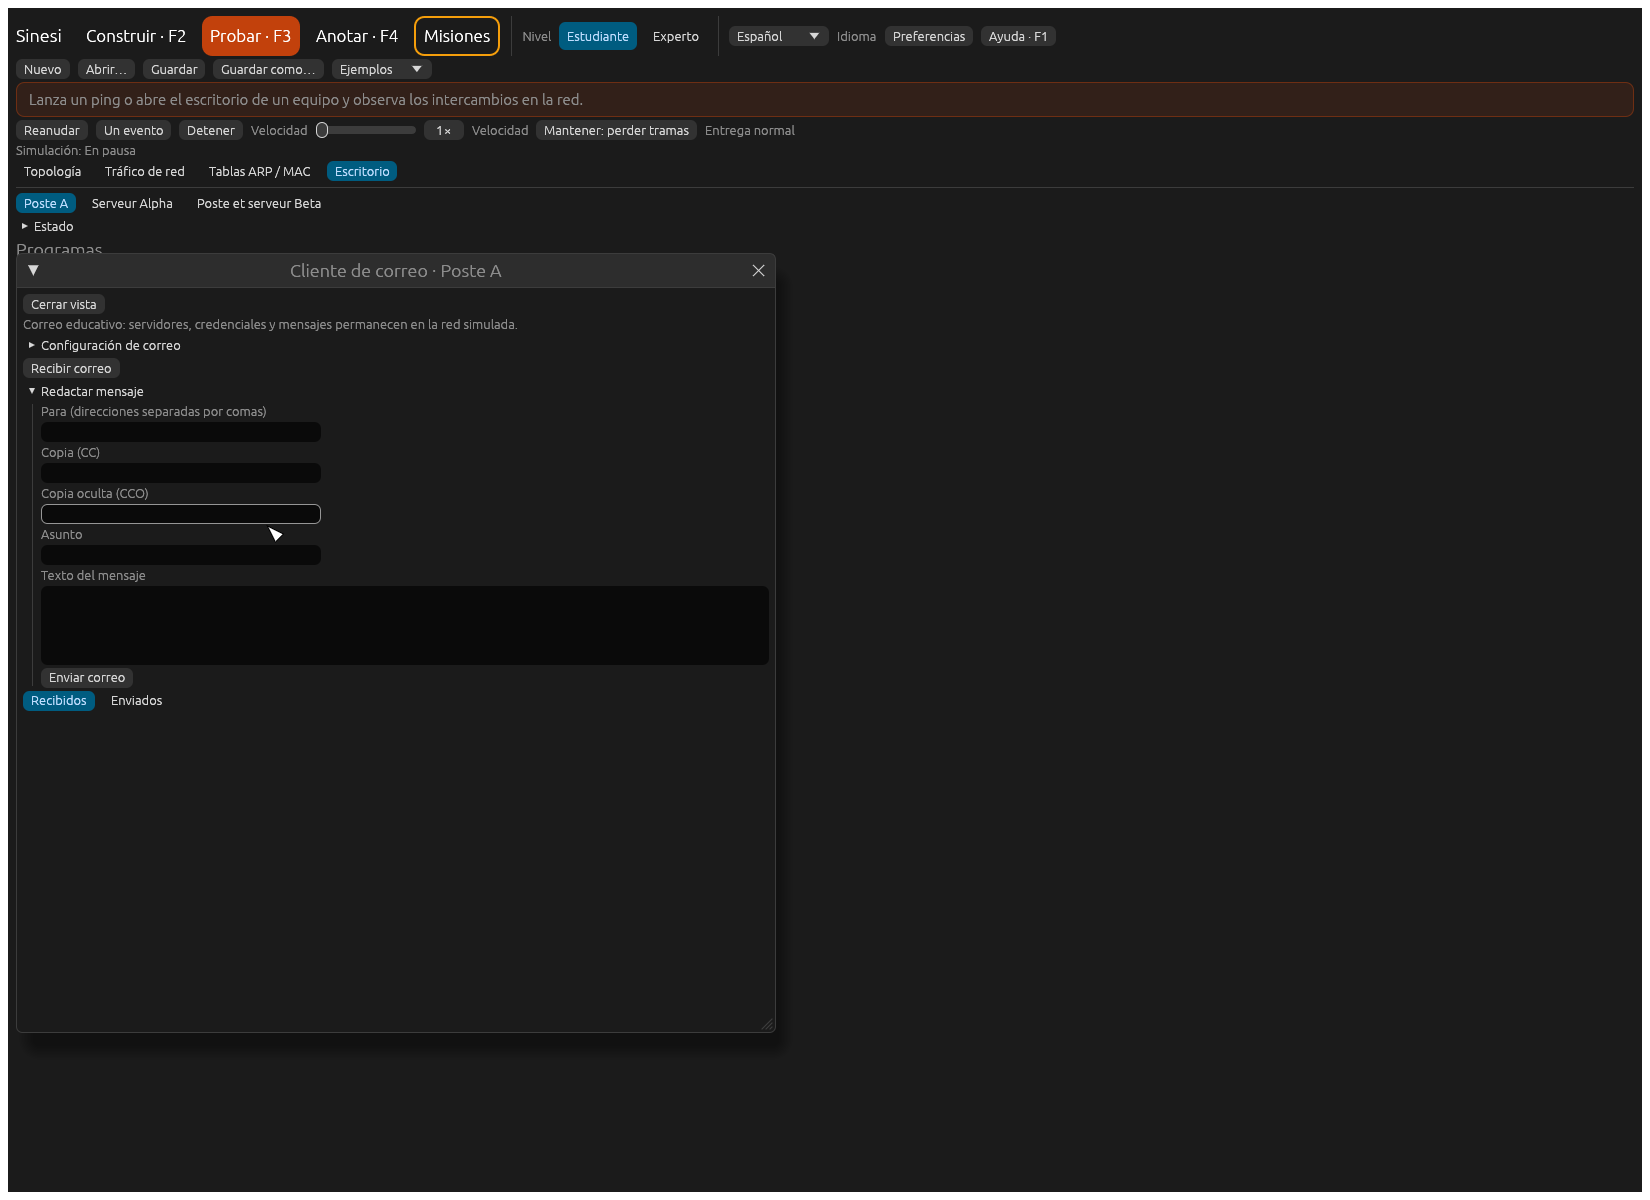 Sinesi Construir · F2 Probar · F3 Anotar · F4 Misiones Nivel Estudiante Experto Español Idioma Preferencias Ayuda · F1
Nuevo Abrir... Guardar Guardar como... Ejemplos
Lanza un ping o abre el escritorio de un equipo y observa los intercambios en la red.
Reanudar Un evento Detener Velocidad 1× Velocidad Mantener: perder tramas Entrega normal
Simulación: En pausa
Topología Tráfico de red Tablas ARP / MAC Escritorio
Poste A Serveur Alpha Poste et serveur Beta
Estado
Programas
Cliente de correo · Poste A
Cerrar vista
Correo educativo: servidores, credenciales y mensajes permanecen en la red simulada.
Configuración de correo
Recibir correo
Redactar mensaje
Para (direcciones separadas por comas)
Copia (CC)
Copia oculta (CCO)
Asunto
Texto del mensaje
Enviar correo
Recibidos Enviados